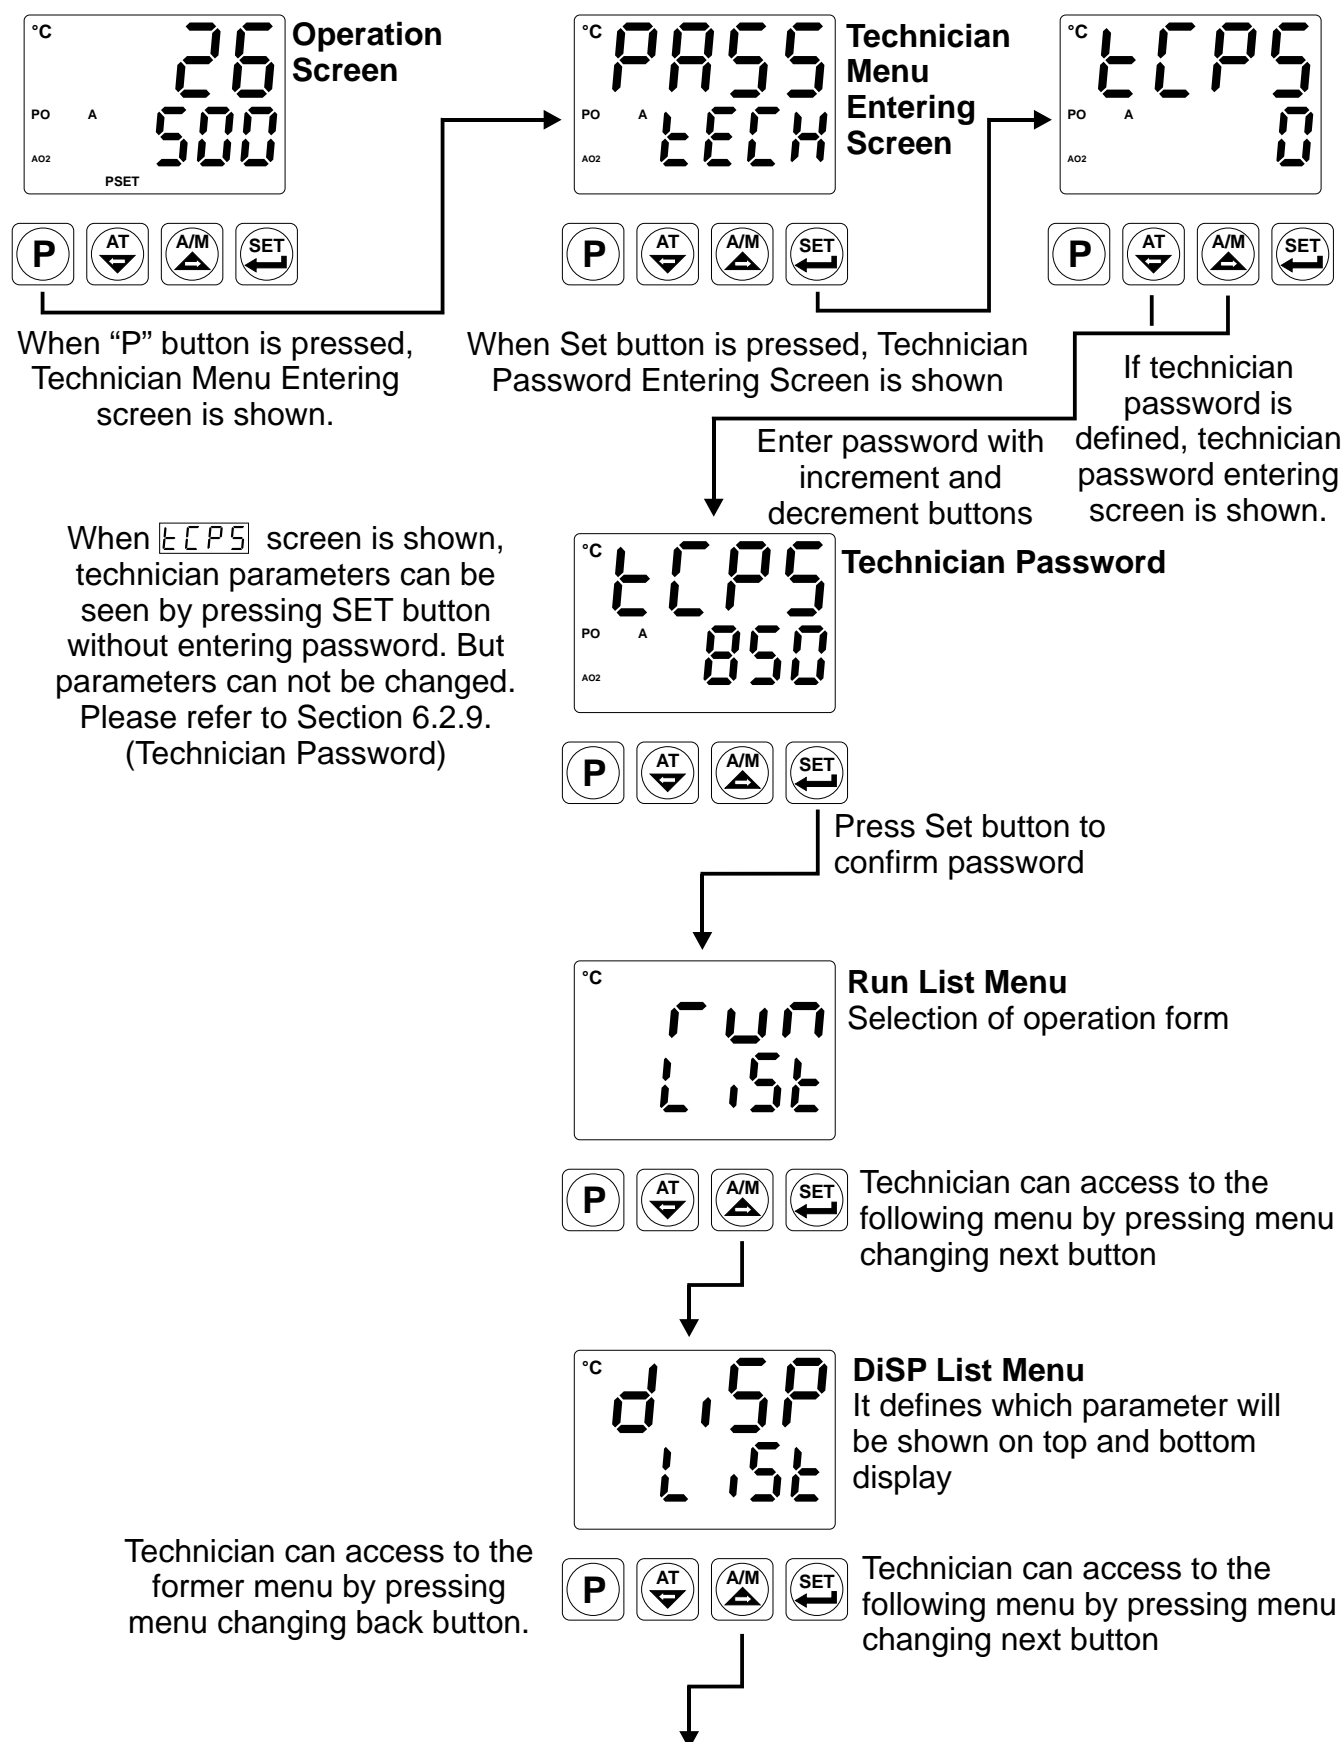 °C 26
PO A 500
AO2
PSET
Operation
Screen
°C PASS
PO A tECH
AO2
Technician
Menu
Entering
Screen
°C tCPS
PO A 0
AO2
P AT A/M SET
P AT A/M SET
P AT A/M SET
When “P” button is pressed,
Technician Menu Entering
screen is shown.
When Set button is pressed, Technician
Password Entering Screen is shown
If technician
password is
defined, technician
password entering
screen is shown.
Enter password with
increment and
decrement buttons
When tCPS screen is shown,
technician parameters can be
seen by pressing SET button
without entering password. But
parameters can not be changed.
Please refer to Section 6.2.9.
(Technician Password)
°C tCPS
PO A 850
AO2
Technician Password
P AT A/M SET
Press Set button to
confirm password
°C
run
LiSt
Run List Menu
Selection of operation form
P AT A/M SET
Technician can access to the
following menu by pressing menu
changing next button
°C diSP
LiSt
DiSP List Menu
It defines which parameter will
be shown on top and bottom
display
Technician can access to the
former menu by pressing
menu changing back button.
P AT A/M SET
Technician can access to the
following menu by pressing menu
changing next button